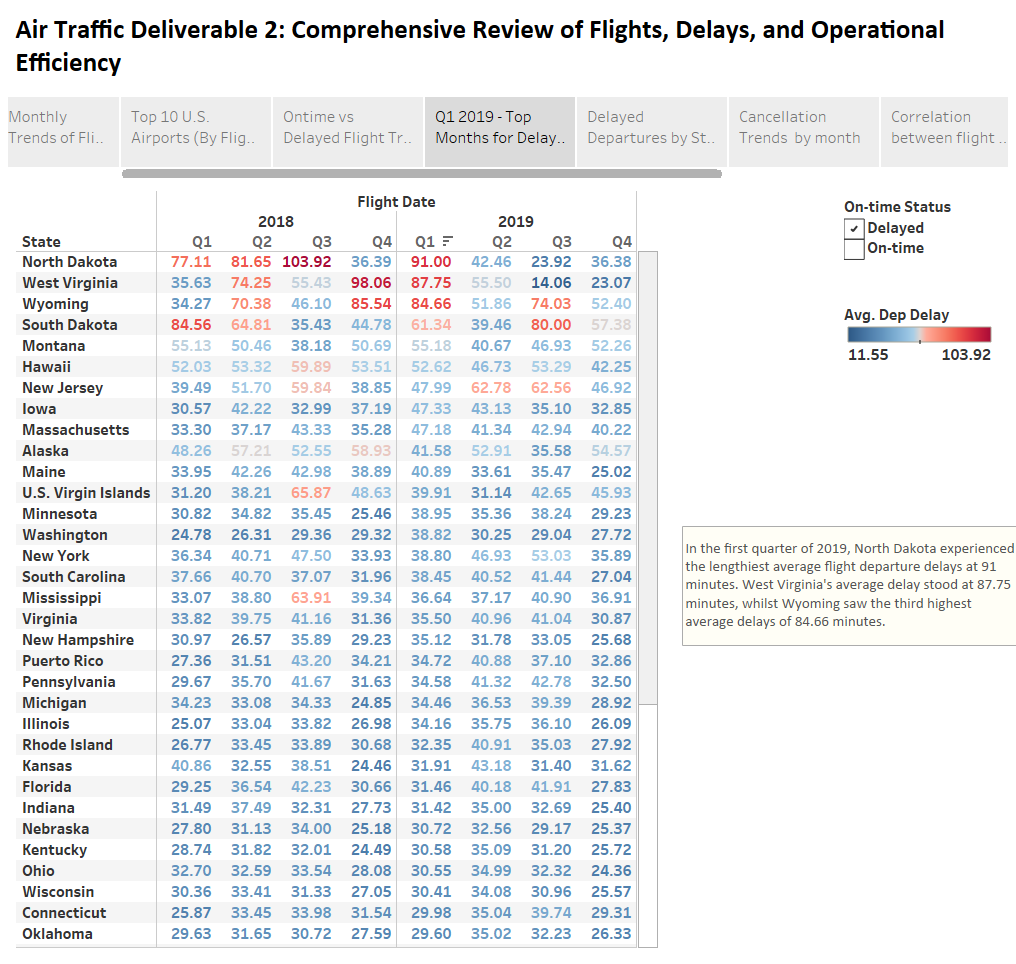 Air Traffic Deliverable 2: Comprehensive Review of Flights, Delays, and Operational
Efficiency
Monthly
Trends of Fli..
Top 10 U.S.
Airports (By Flig..
Ontime vs
Delayed Flight Tr..
Q1 2019 - Top
Months for Delay..
Delayed
Departures by St..
Cancellation
Trends by month
Correlation
between flight ..
Flight Date
2018 2019
State Q1 Q2 Q3 Q4 Q1 Q2 Q3 Q4
North Dakota 77.11 81.65 103.92 36.39 91.00 42.46 23.92 36.38
West Virginia 35.63 74.25 55.43 98.06 87.75 55.50 14.06 23.07
Wyoming 34.27 70.38 46.10 85.54 84.66 51.86 74.03 52.40
South Dakota 84.56 64.81 35.43 44.78 61.34 39.46 80.00 57.38
Montana 55.13 50.46 38.18 50.69 55.18 40.67 46.93 52.26
Hawaii 52.03 53.32 59.89 53.51 52.62 46.73 53.29 42.25
New Jersey 39.49 51.70 59.84 38.85 47.99 62.78 62.56 46.92
Iowa 30.57 42.22 32.99 37.19 47.33 43.13 35.10 32.85
Massachusetts 33.30 37.17 43.33 35.28 47.18 41.34 42.94 40.22
Alaska 48.26 57.21 52.55 58.93 41.58 52.91 35.58 54.57
Maine 33.95 42.26 42.98 38.89 40.89 33.61 35.47 25.02
U.S. Virgin Islands 31.20 38.21 65.87 48.63 39.91 31.14 42.65 45.93
Minnesota 30.82 34.82 35.45 25.46 38.95 35.36 38.24 29.23
Washington 24.78 26.31 29.36 29.32 38.82 30.25 29.04 27.72
New York 36.34 40.71 47.50 33.93 38.80 46.93 53.03 35.89
South Carolina 37.66 40.70 37.07 31.96 38.45 40.52 41.44 27.04
Mississippi 33.07 38.80 63.91 39.34 36.64 37.17 40.90 36.91
Virginia 33.82 39.75 41.16 31.36 35.50 40.96 41.04 30.87
New Hampshire 30.97 26.57 35.89 29.23 35.12 31.78 33.05 25.68
Puerto Rico 27.36 31.51 43.20 34.21 34.72 40.88 37.10 32.86
Pennsylvania 29.67 35.70 41.67 31.63 34.58 41.32 42.78 32.50
Michigan 34.23 33.08 34.33 24.85 34.46 36.53 39.39 28.92
Illinois 25.07 33.04 33.82 26.98 34.16 35.75 36.10 26.09
Rhode Island 26.77 33.45 33.89 30.68 32.35 40.91 35.03 27.92
Kansas 40.86 32.55 38.51 24.46 31.91 43.18 31.40 31.62
Florida 29.25 36.54 42.23 30.66 31.46 40.18 41.91 27.83
Indiana 31.49 37.49 32.31 27.73 31.42 35.00 32.69 25.40
Nebraska 27.80 31.13 34.00 25.18 30.72 32.56 29.17 25.37
Kentucky 28.74 31.82 32.01 24.49 30.58 35.09 31.20 25.72
Ohio 32.70 32.59 33.54 28.08 30.55 34.99 32.32 24.36
Wisconsin 30.36 33.41 31.33 27.05 30.41 34.08 30.96 25.57
Connecticut 25.87 33.45 33.98 31.54 29.98 35.04 39.74 29.31
Oklahoma 29.63 31.65 30.72 27.59 29.60 35.02 32.23 26.33
On-time Status
Delayed
On-time
Avg. Dep Delay
11.55 103.92
In the first quarter of 2019, North Dakota experienced
the lengthiest average flight departure delays at 91
minutes. West Virginia's average delay stood at 87.75
minutes, whilst Wyoming saw the third highest
average delays of 84.66 minutes.